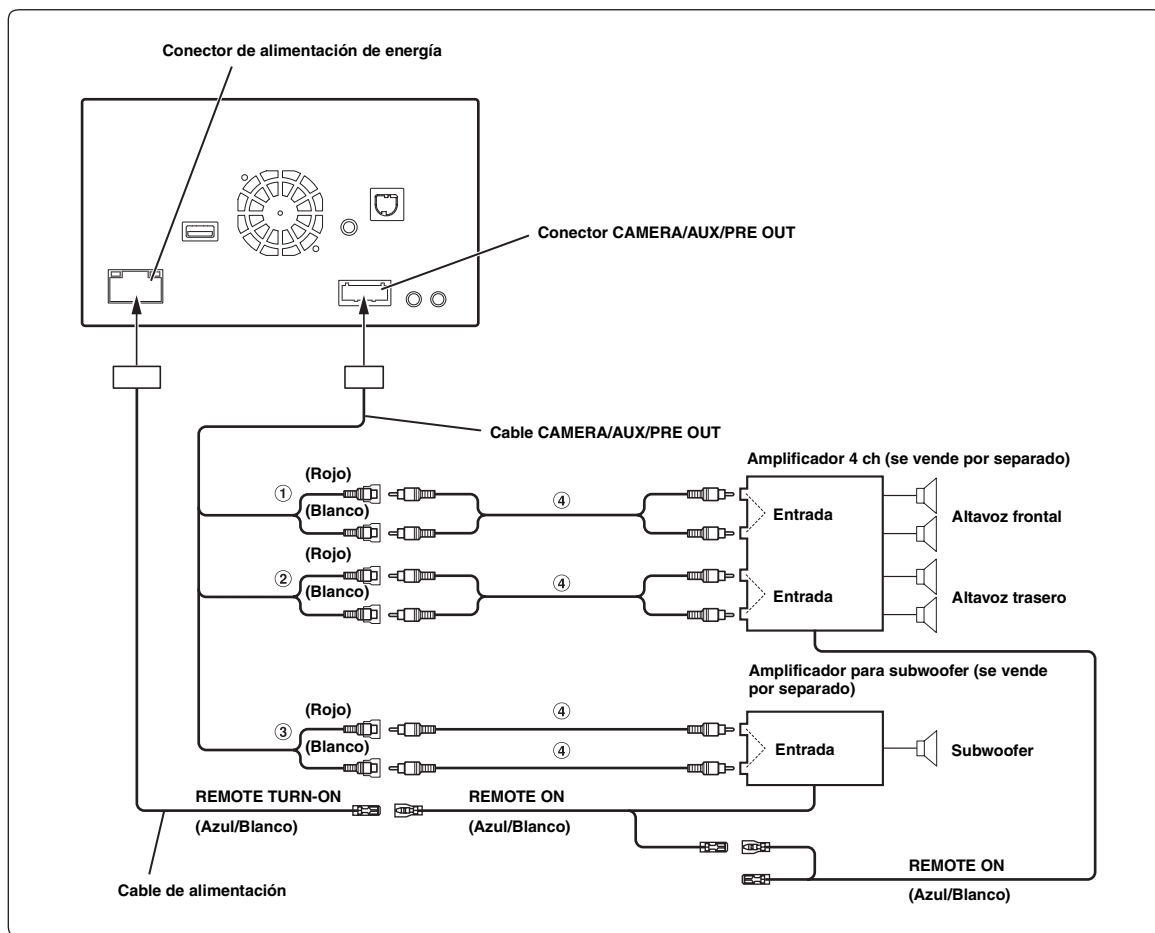 Conector de alimentación de energía
Conector CAMERA/AUX/PRE OUT
Cable CAMERA/AUX/PRE OUT
Amplificador 4 ch (se vende por separado)
(Rojo)
①
④
(Blanco)
Entrada
Altavoz frontal
(Rojo)
②
④
(Blanco)
Entrada
Altavoz trasero
Amplificador para subwoofer (se vende
por separado)
(Rojo)
④
③
(Blanco)
④
Entrada
Subwoofer
REMOTE TURN-ON
(Azul/Blanco)
REMOTE ON
(Azul/Blanco)
REMOTE ON
(Azul/Blanco)
Cable de alimentación